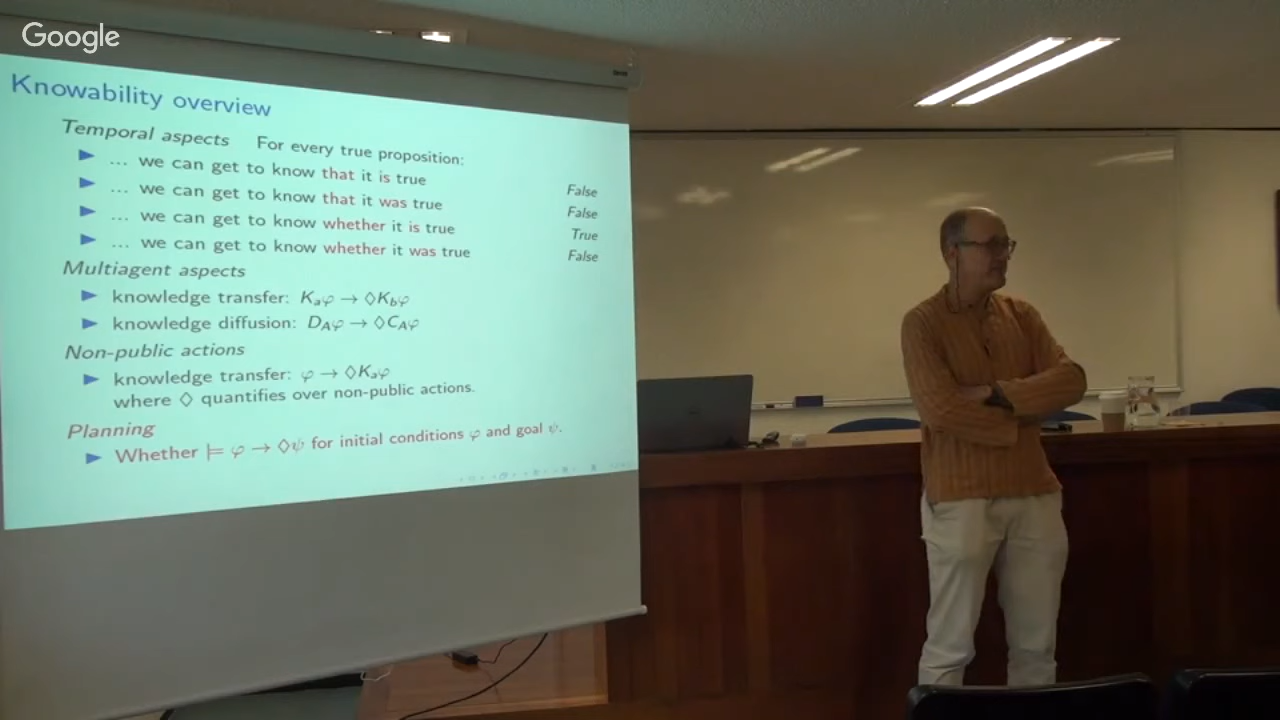 Google
Knowability overview
Temporal aspects For every true proposition:
▶ ... we can get to know that it is true False
▶ ... we can get to know that it was true False
▶ ... we can get to know whether it is true True
▶ ... we can get to know whether it was true False
Multiagent aspects
▶ knowledge transfer: Kₐφ → ◇K_bφ
▶ knowledge diffusion: D_Aφ → ◇C_Aφ
Non-public actions
▶ knowledge transfer: φ → ◇Kₐφ
where ◇ quantifies over non-public actions.
Planning
▶ Whether ⊨ φ → ◇ψ for initial conditions φ and goal ψ.